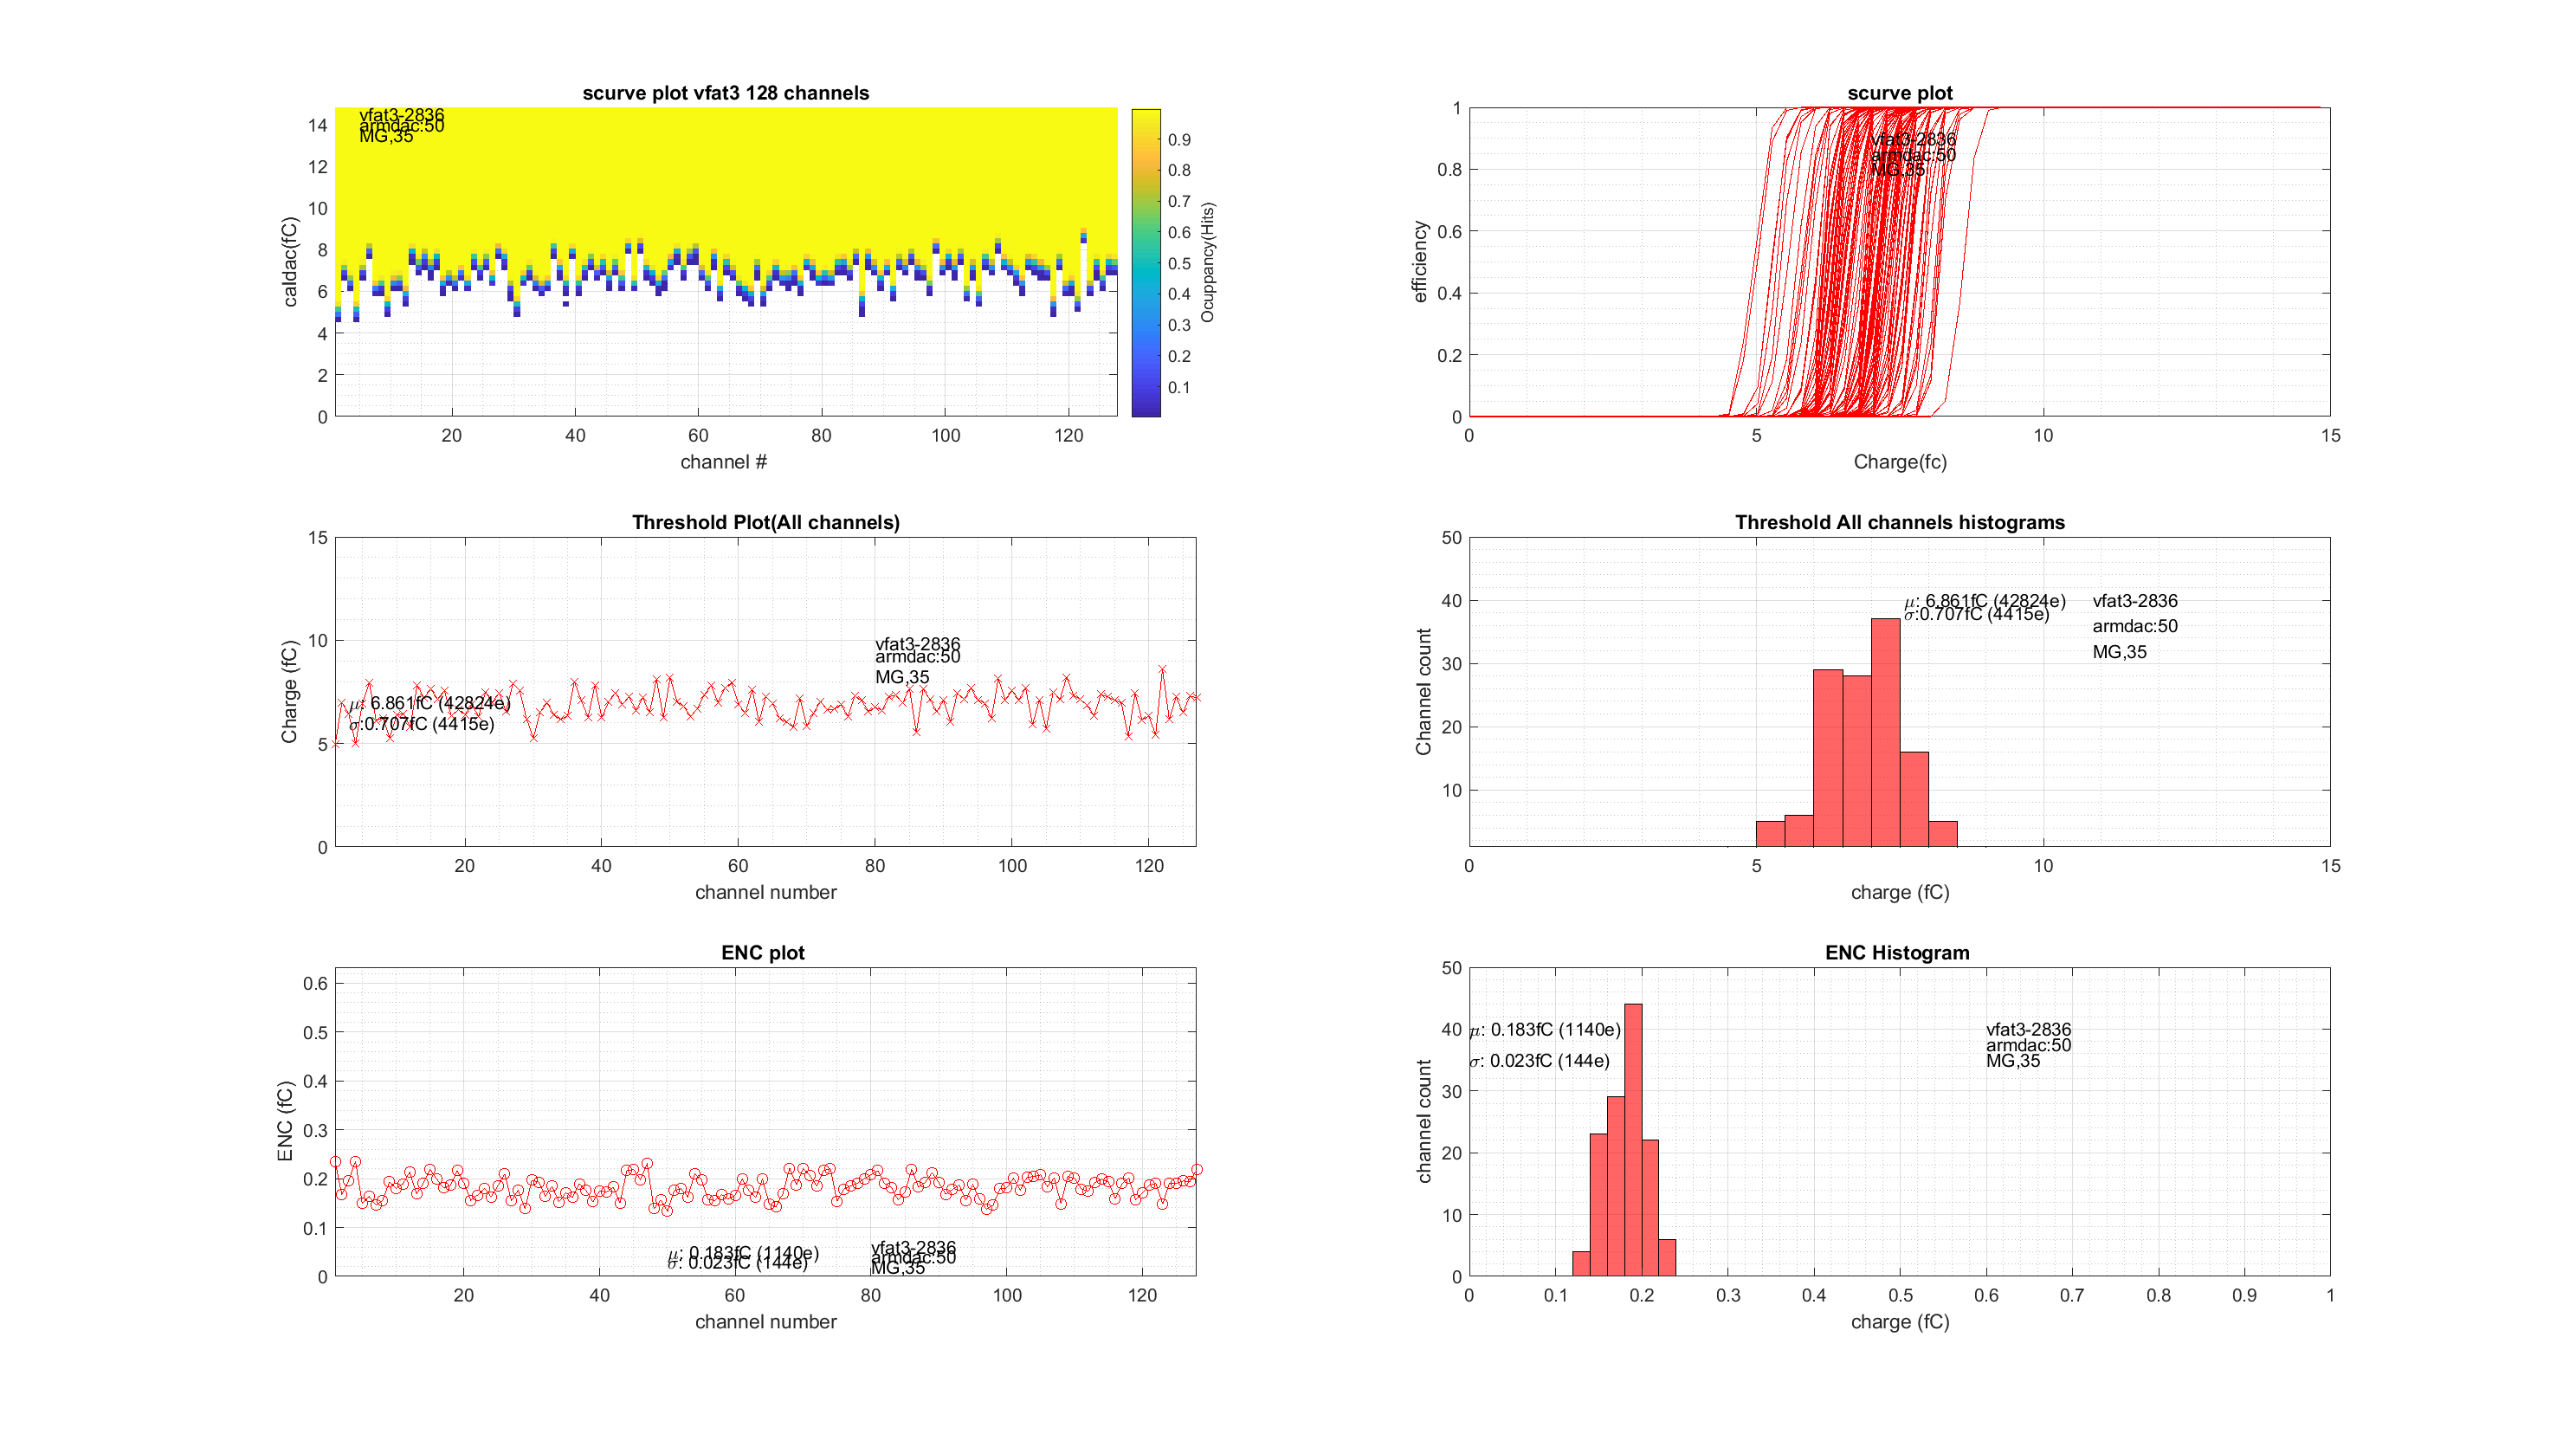 scurve plot vfat3 128 channels
vfat3-2836
armdac:50
MG,35
14
12
10
8
6
4
2
0
caldac(fC)
20
40
60
80
100
120
channel #
0.9
0.8
0.7
0.6
0.5
0.4
0.3
0.2
0.1
Ocuppancy(Hits)
scurve plot
vfat3-2836
armdac:50
MG,35
1
0.8
0.6
0.4
0.2
0
efficiency
0
5
10
15
Charge(fc)
Threshold Plot(All channels)
15
10
5
0
Charge (fC)
vfat3-2836
armdac:50
MG,35
μ: 6.861fC (42824e)
σ:0.707fC (4415e)
20
40
60
80
100
120
channel number
Threshold All channels histograms
50
40
30
20
10
Channel count
μ: 6.861fC (42824e)
σ:0.707fC (4415e)
vfat3-2836
armdac:50
MG,35
0
5
10
15
charge (fC)
ENC plot
0.6
0.5
0.4
0.3
0.2
0.1
0
ENC (fC)
μ: 0.183fC (1140e)
σ: 0.023fC (144e)
vfat3-2836
armdac:50
MG,35
20
40
60
80
100
120
channel number
ENC Histogram
50
40
30
20
10
0
channel count
μ: 0.183fC (1140e)
σ: 0.023fC (144e)
vfat3-2836
armdac:50
MG,35
0
0.1
0.2
0.3
0.4
0.5
0.6
0.7
0.8
0.9
1
charge (fC)